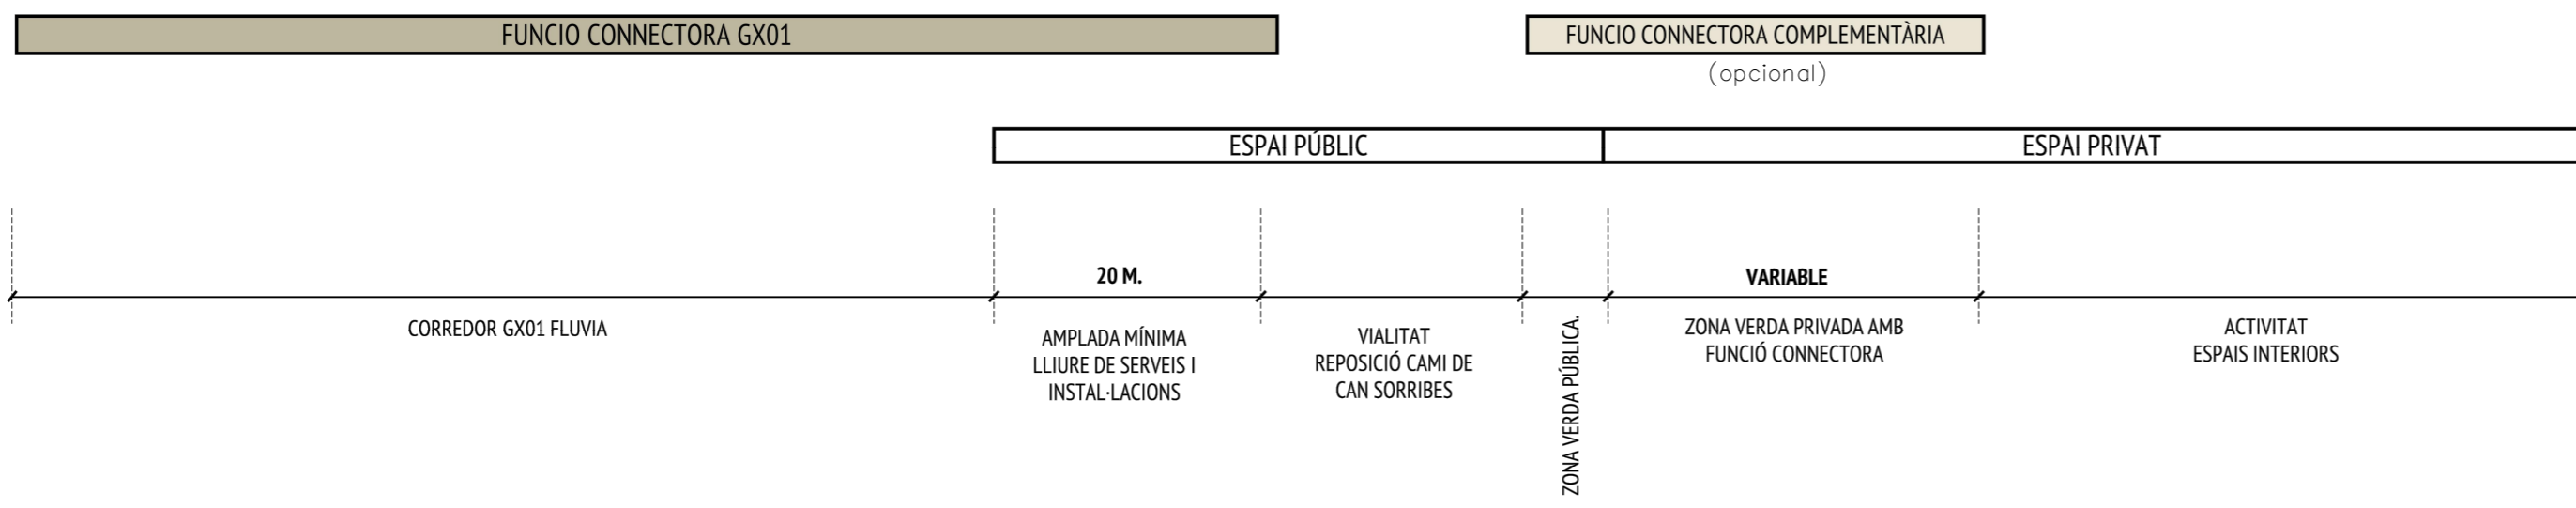 FUNCIO CONNECTORA GX01
FUNCIO CONNECTORA COMPLEMENTÀRIA
(opcional)
ESPAI PÚBLIC
ESPAI PRIVAT
20 M.
VARIABLE
CORREDOR GX01 FLUVIA
AMPLADA MÍNIMA
LLIURE DE SERVEIS I
INSTAL·LACIONS
VIALITAT
REPOSICIÓ CAMI DE
CAN SORRIBES
ZONA VERDA PÚBLICA.
ZONA VERDA PRIVADA AMB
FUNCIÓ CONNECTORA
ACTIVITAT
ESPAIS INTERIORS